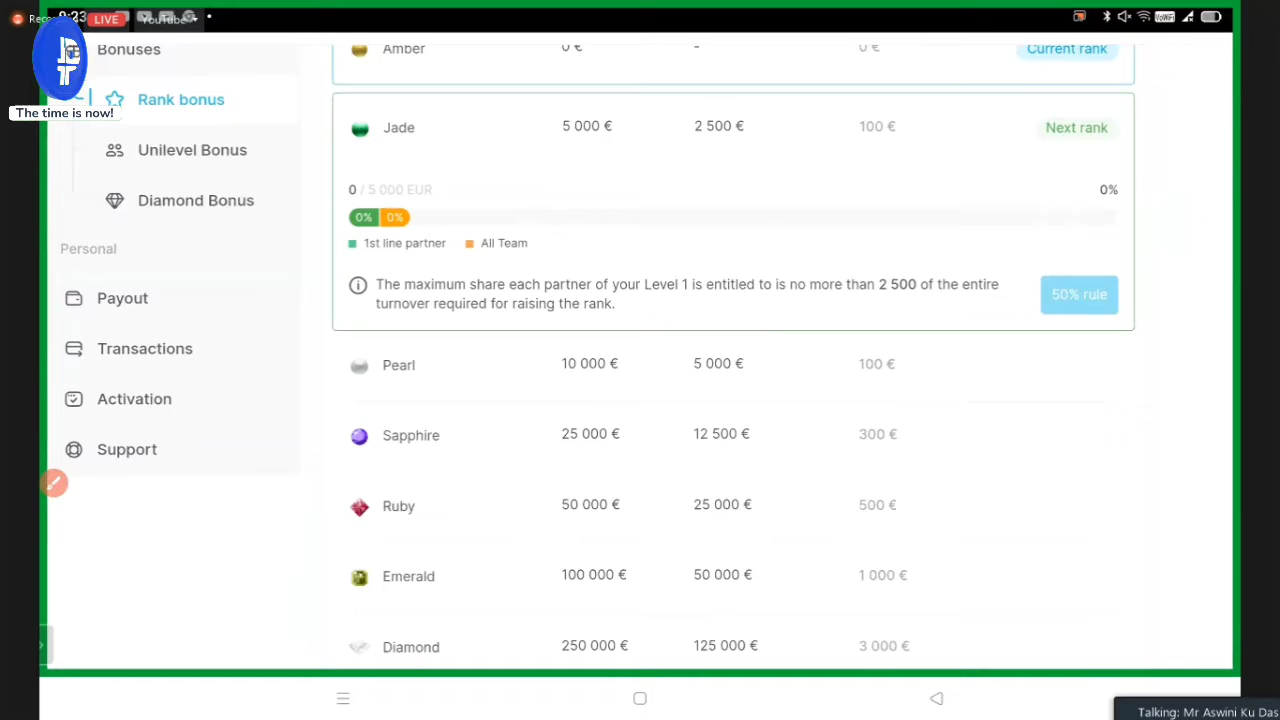 8:23
LIVE
YouTube
VoWiFi
The time is now!
Bonuses
Rank bonus
Unilevel Bonus
Diamond Bonus
Personal
Payout
Transactions
Activation
Support
Amber 0 € - 0 € Current rank
Jade 5 000 € 2 500 € 100 € Next rank
0 / 5 000 EUR 0%
0% 0%
1st line partner All Team
The maximum share each partner of your Level 1 is entitled to is no more than 2 500 of the entire
turnover required for raising the rank.
50% rule
Pearl 10 000 € 5 000 € 100 €
Sapphire 25 000 € 12 500 € 300 €
Ruby 50 000 € 25 000 € 500 €
Emerald 100 000 € 50 000 € 1 000 €
Diamond 250 000 € 125 000 € 3 000 €
Talking: Mr Aswini Ku Das